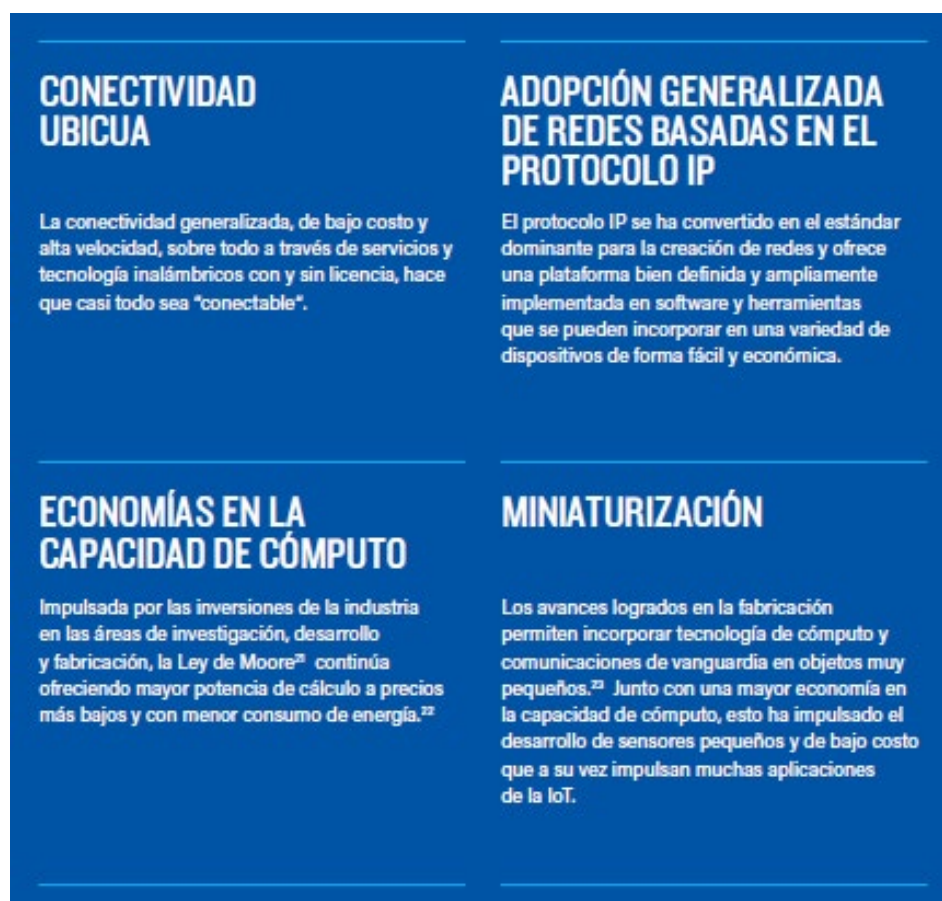 CONECTIVIDAD
UBICUA
La conectividad generalizada, de bajo costo y
alta velocidad, sobre todo a través de servicios y
tecnología inalámbricos con y sin licencia, hace
que casi todo sea “conectable“.
ADOPCIÓN GENERALIZADA
DE REDES BASADAS EN EL
PROTOCOLO IP
El protocolo IP se ha convertido en el estándar
dominante para la creación de redes y ofrece
una plataforma bien definida y ampliamente
implementada en software y herramientas
que se pueden incorporar en una variedad de
dispositivos de forma fácil y económica.
ECONOMÍAS EN LA
CAPACIDAD DE CÓMPUTO
Impulsada por las inversiones de la industria
en las áreas de investigación, desarrollo
y fabricación, la Ley de Moore²¹ continúa
ofreciendo mayor potencia de cálculo a precios
más bajos y con menor consumo de energía.²²
MINIATURIZACIÓN
Los avances logrados en la fabricación
permiten incorporar tecnología de cómputo y
comunicaciones de vanguardia en objetos muy
pequeños.²³ Junto con una mayor economía en
la capacidad de cómputo, esto ha impulsado el
desarrollo de sensores pequeños y de bajo costo
que a su vez impulsan muchas aplicaciones
de la IoT.